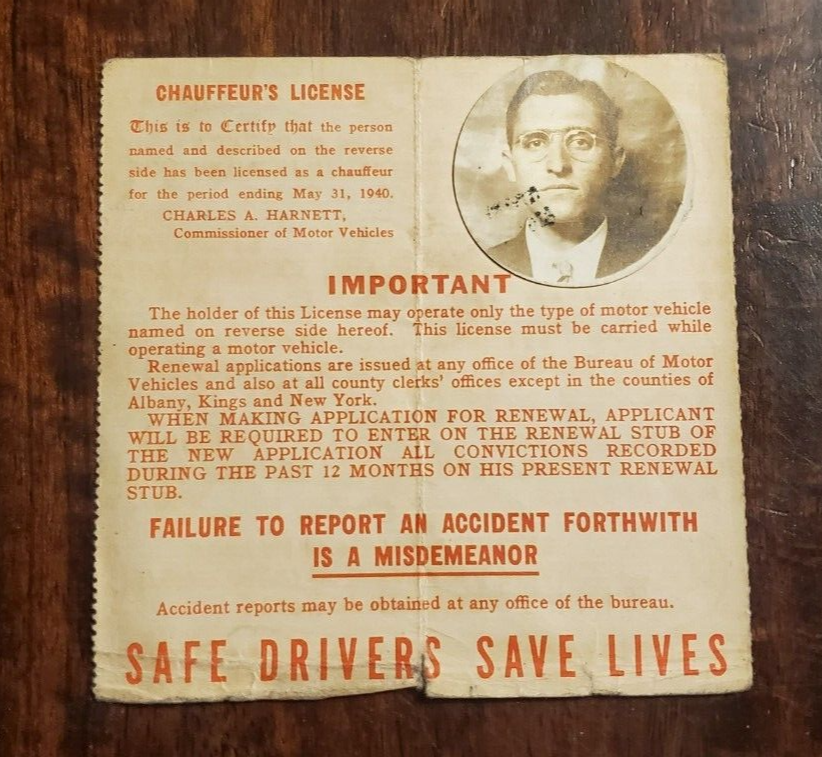 CHAUFFEUR'S LICENSE
This is to Certify that the person
named and described on the reverse
side has been licensed as a chauffeur
for the period ending May 31, 1940.
CHARLES A. HARNETT,
Commissioner of Motor Vehicles
IMPORTANT
The holder of this License may operate only the type of motor vehicle
named on reverse side hereof. This license must be carried while
operating a motor vehicle.
Renewal applications are issued at any office of the Bureau of Motor
Vehicles and also at all county clerks' offices except in the counties of
Albany, Kings and New York.
WHEN MAKING APPLICATION FOR RENEWAL, APPLICANT
WILL BE REQUIRED TO ENTER ON THE RENEWAL STUB OF
THE NEW APPLICATION ALL CONVICTIONS RECORDED
DURING THE PAST 12 MONTHS ON HIS PRESENT RENEWAL
STUB.
FAILURE TO REPORT AN ACCIDENT FORTHWITH
IS A MISDEMEANOR
Accident reports may be obtained at any office of the bureau.
SAFE DRIVERS SAVE LIVES